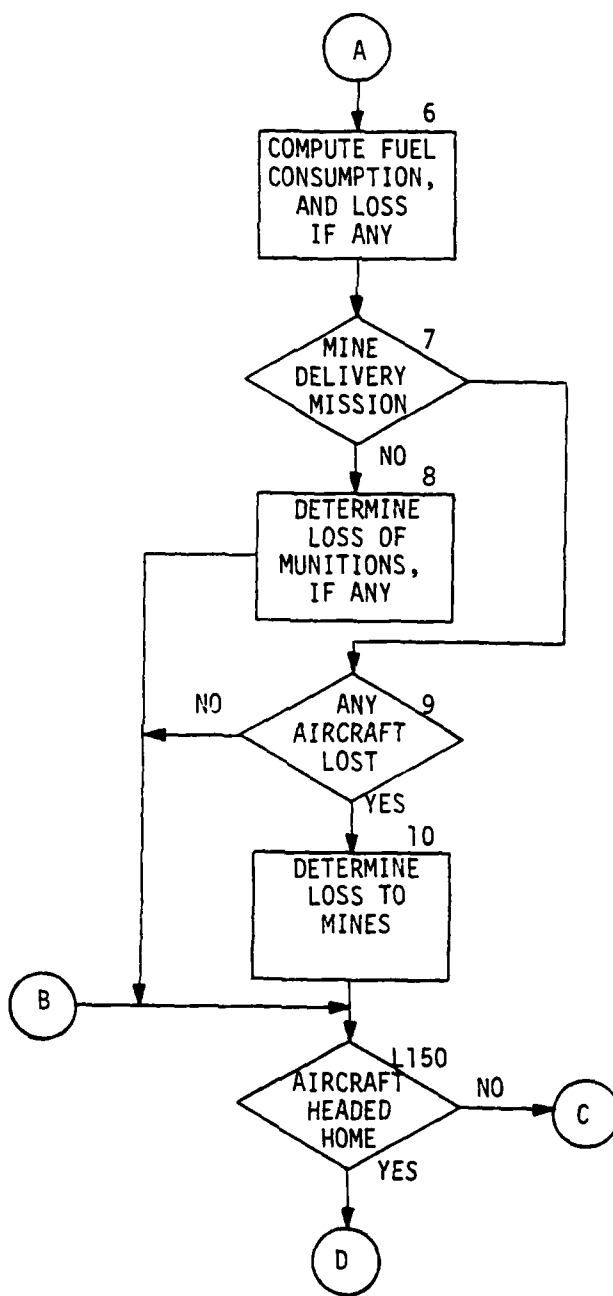 A
6
COMPUTE FUEL
CONSUMPTION,
AND LOSS
IF ANY
7
MINE
DELIVERY
MISSION
NO
8
DETERMINE
LOSS OF
MUNITIONS,
IF ANY
NO
ANY 9
AIRCRAFT
LOST
YES
10
DETERMINE
LOSS TO
MINES
B
L150
AIRCRAFT
HEADED
HOME
NO
C
YES
D